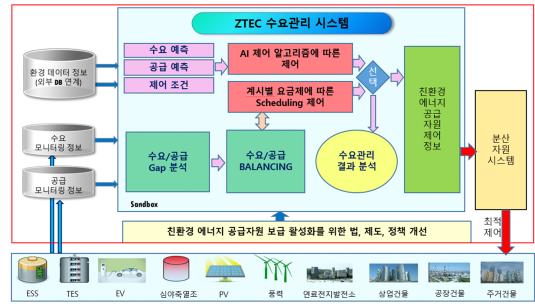 ZTEC 수요관리 시스템
환경 데이터 정보
(외부 DB 연계)
수요 예측
공급 예측
제어 조건
AI 제어 알고리즘에 따른
제어
계시별 요금제에 따른
Scheduling 제어
선택
친환경
에너지
공급
자원
제어
정보
분산
자원
시스템
수요
모니터링 정보
공급
모니터링 정보
수요/공급
Gap 분석
수요/공급
BALANCING
수요관리
결과 분석
Sandbox
친환경 에너지 공급자원 보급 활성화를 위한 법, 제도, 정책 개선
최적
제어
ESS
TES
EV
심야축열조
PV
풍력
연료전지발전소
상업건물
공장건물
주거건물